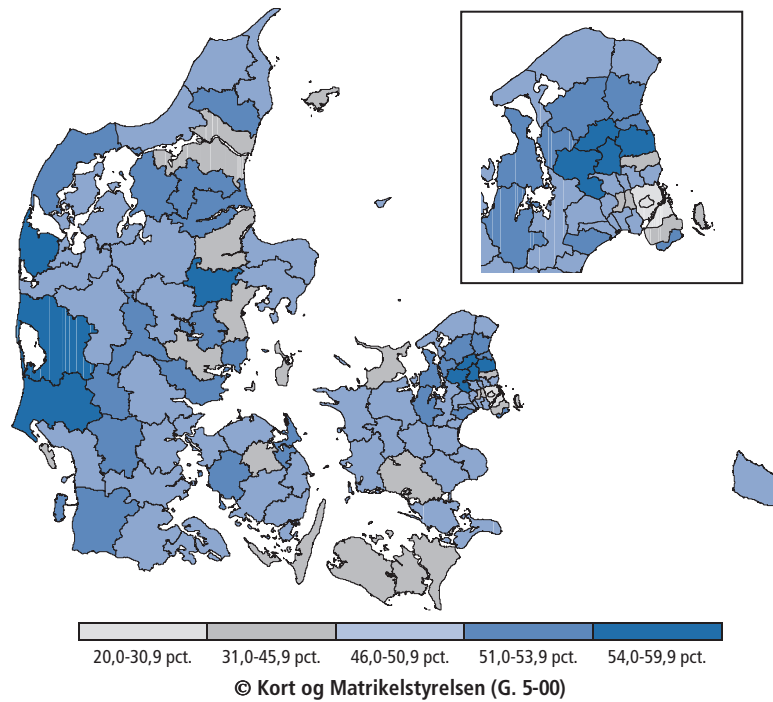 20,0-30,9 pct. 31,0-45,9 pct. 46,0-50,9 pct. 51,0-53,9 pct. 54,0-59,9 pct.
© Kort og Matrikelstyrelsen (G. 5-00)